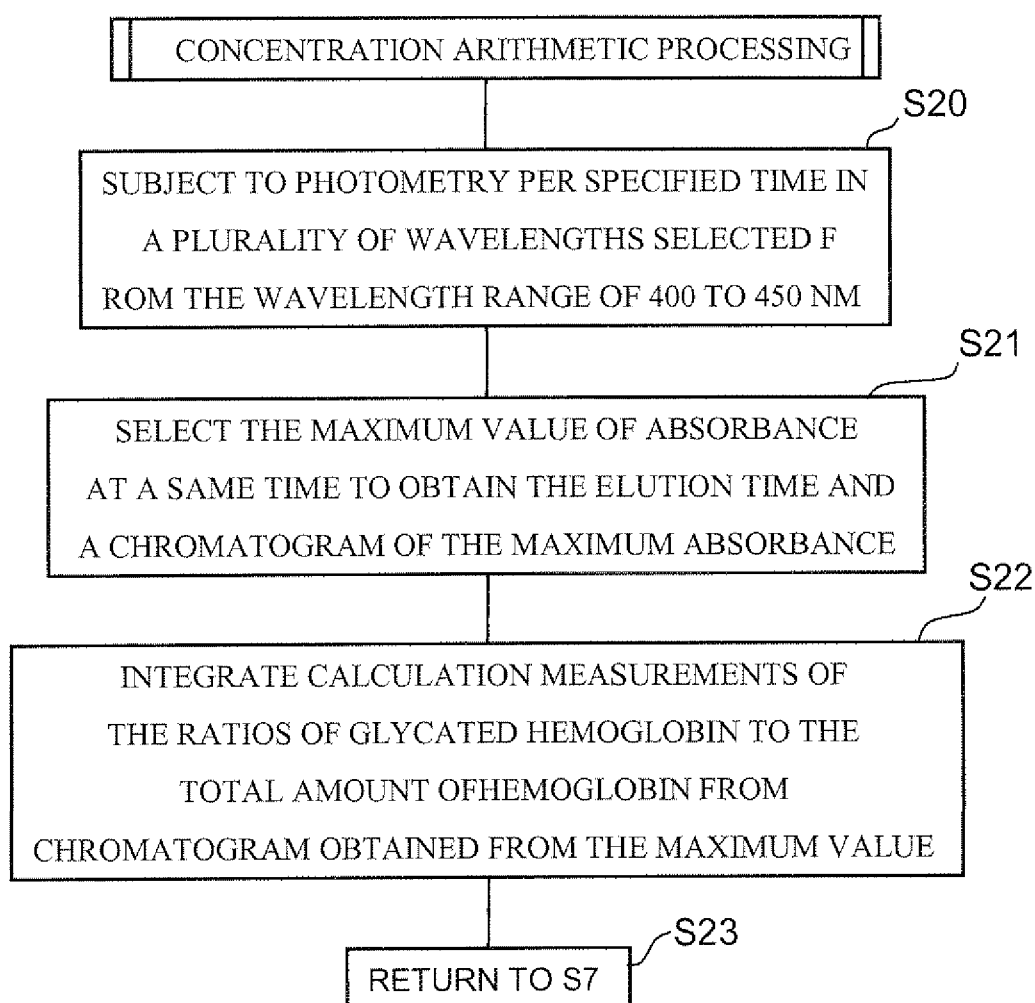 CONCENTRATION ARITHMETIC PROCESSING
S20
SUBJECT TO PHOTOMETRY PER SPECIFIED TIME IN
A PLURALITY OF WAVELENGTHS SELECTED F
ROM THE WAVELENGTH RANGE OF 400 TO 450 NM
S21
SELECT THE MAXIMUM VALUE OF ABSORBANCE
AT A SAME TIME TO OBTAIN THE ELUTION TIME AND
A CHROMATOGRAM OF THE MAXIMUM ABSORBANCE
S22
INTEGRATE CALCULATION MEASUREMENTS OF
THE RATIOS OF GLYCATED HEMOGLOBIN TO THE
TOTAL AMOUNT OFHEMOGLOBIN FROM
CHROMATOGRAM OBTAINED FROM THE MAXIMUM VALUE
S23
RETURN TO S7